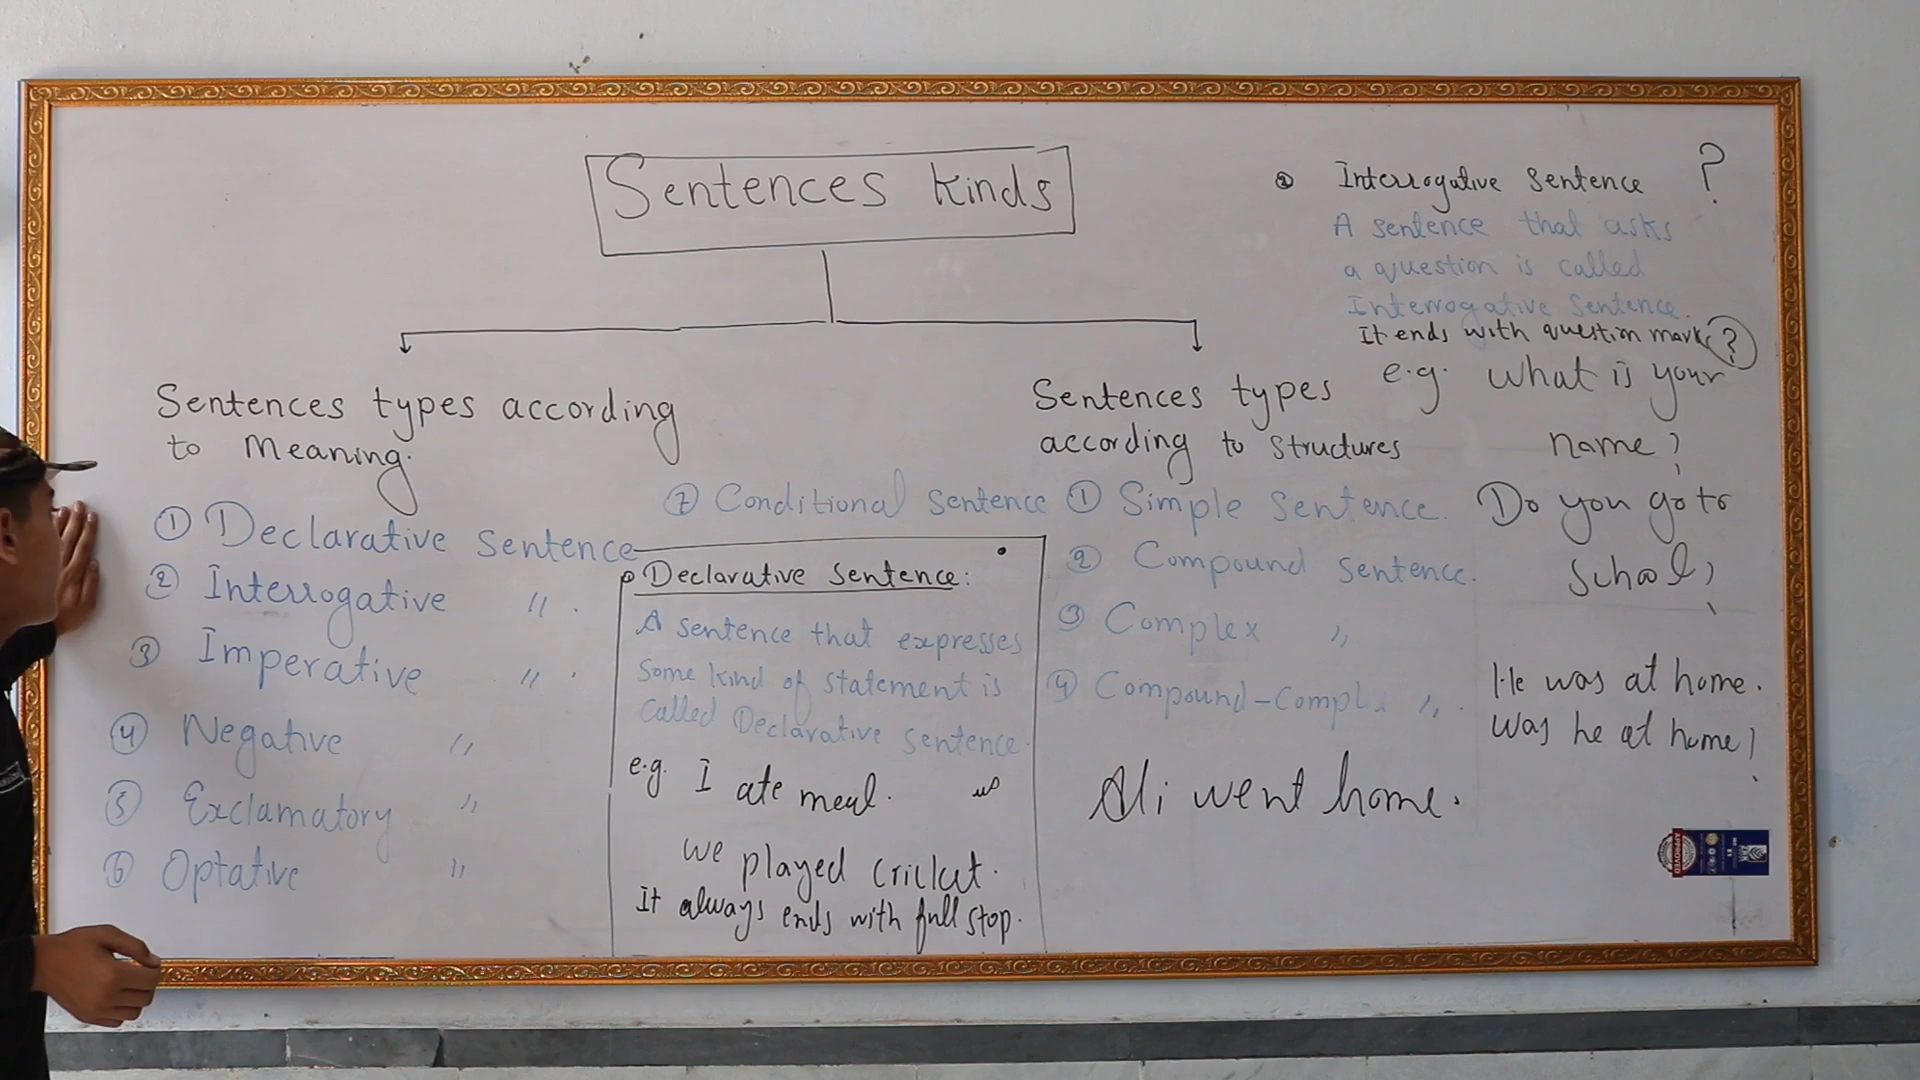 Sentences kinds
Sentences types according
to Meaning.
① Declarative sentence
② Interrogative " .
③ Imperative " .
④ Negative "
⑤ Exclamatory "
⑥ Optative "
⑦ Conditional sentence
Declarative sentence:
A sentence that expresses
some kind of statement is
called Declarative sentence.
e.g. I ate meal.
we played cricket.
It always ends with full stop.
Sentences types
according to structures
① Simple sentence.
② Compound sentence.
③ Complex "
④ Compound-Comple " .
Ali went home.
② Interrogative sentence ?
A sentence that asks
a question is called
Interrogative sentence.
It ends with question mark ?
e.g. what is your
name?
Do you go to
school?
He was at home.
was he at home?
APPROVED